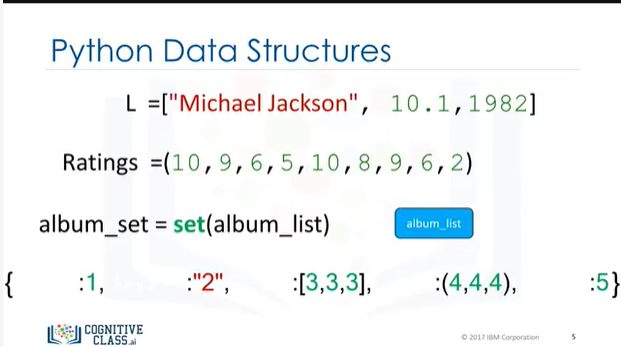 Python Data Structures
L =["Michael Jackson", 10.1,1982]
Ratings =(10,9,6,5,10,8,9,6,2)
album_set = set(album_list)
album_list
{ :1, :"2", :[3,3,3], :(4,4,4), :5}
COGNITIVE
CLASS.ai
© 2017 IBM Corporation 5